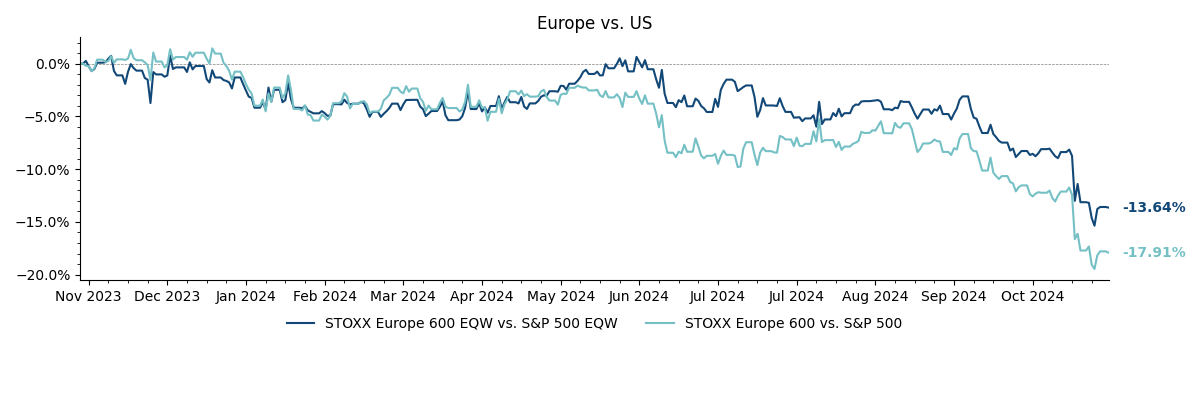 Europe vs. US
0.0%
−5.0%
−10.0%
−15.0%
−20.0%
-13.64%
-17.91%
Nov 2023 Dec 2023 Jan 2024 Feb 2024 Mar 2024 Apr 2024 May 2024 Jun 2024 Jul 2024 Jul 2024 Aug 2024 Sep 2024 Oct 2024
STOXX Europe 600 EQW vs. S&P 500 EQW STOXX Europe 600 vs. S&P 500